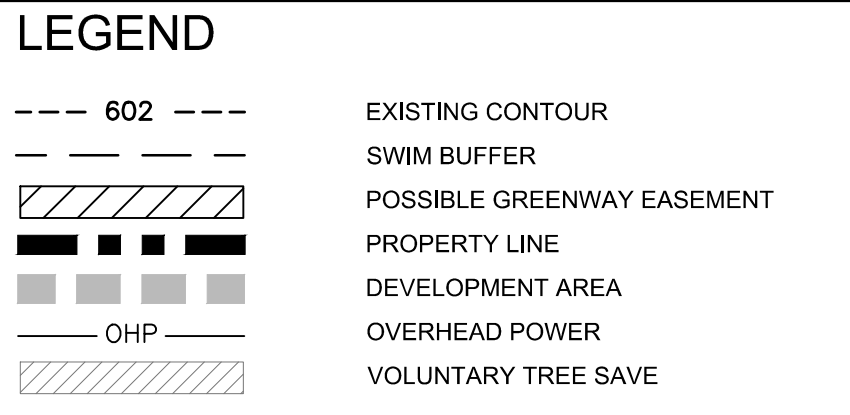 LEGEND
602 EXISTING CONTOUR
SWIM BUFFER
POSSIBLE GREENWAY EASEMENT
PROPERTY LINE
DEVELOPMENT AREA
OHP OVERHEAD POWER
VOLUNTARY TREE SAVE